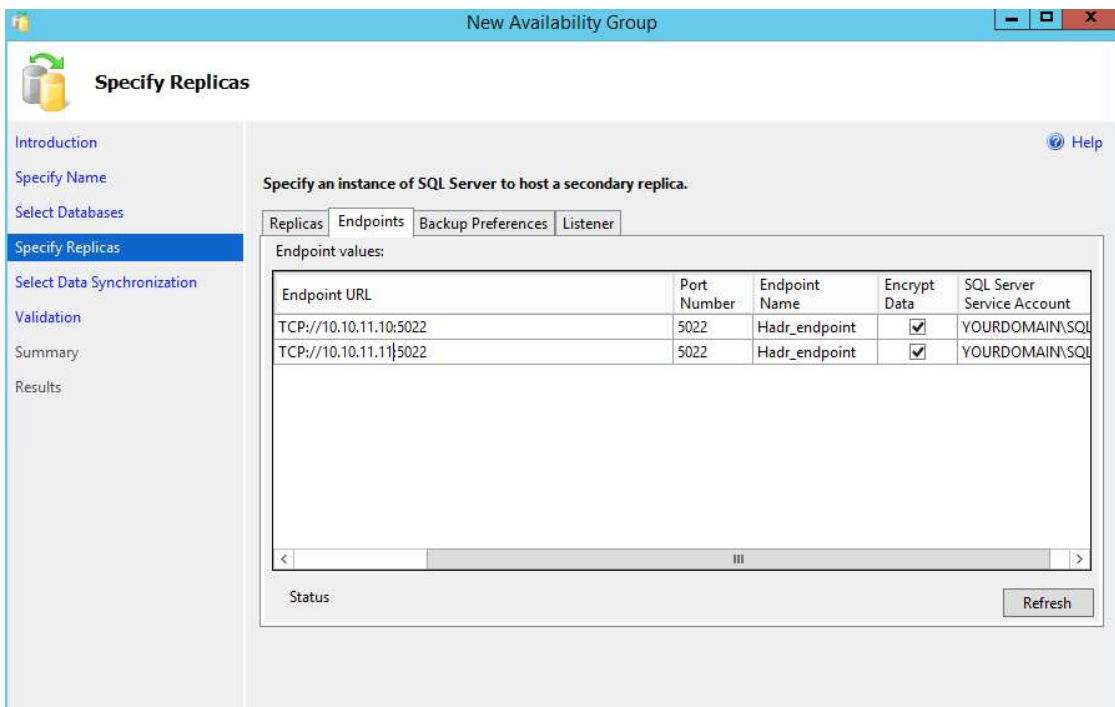 New Availability Group
Specify Replicas
Introduction
Specify Name
Select Databases
Specify Replicas
Select Data Synchronization
Validation
Summary
Results
Help
Specify an instance of SQL Server to host a secondary replica.
Replicas Endpoints Backup Preferences Listener
Endpoint values:
Endpoint URL Port Number Endpoint Name Encrypt Data SQL Server Service Account
TCP://10.10.11.10:5022 5022 Hadr_endpoint YOURDOMAIN\SQL
TCP://10.10.11.11:5022 5022 Hadr_endpoint YOURDOMAIN\SQL
Status
Refresh